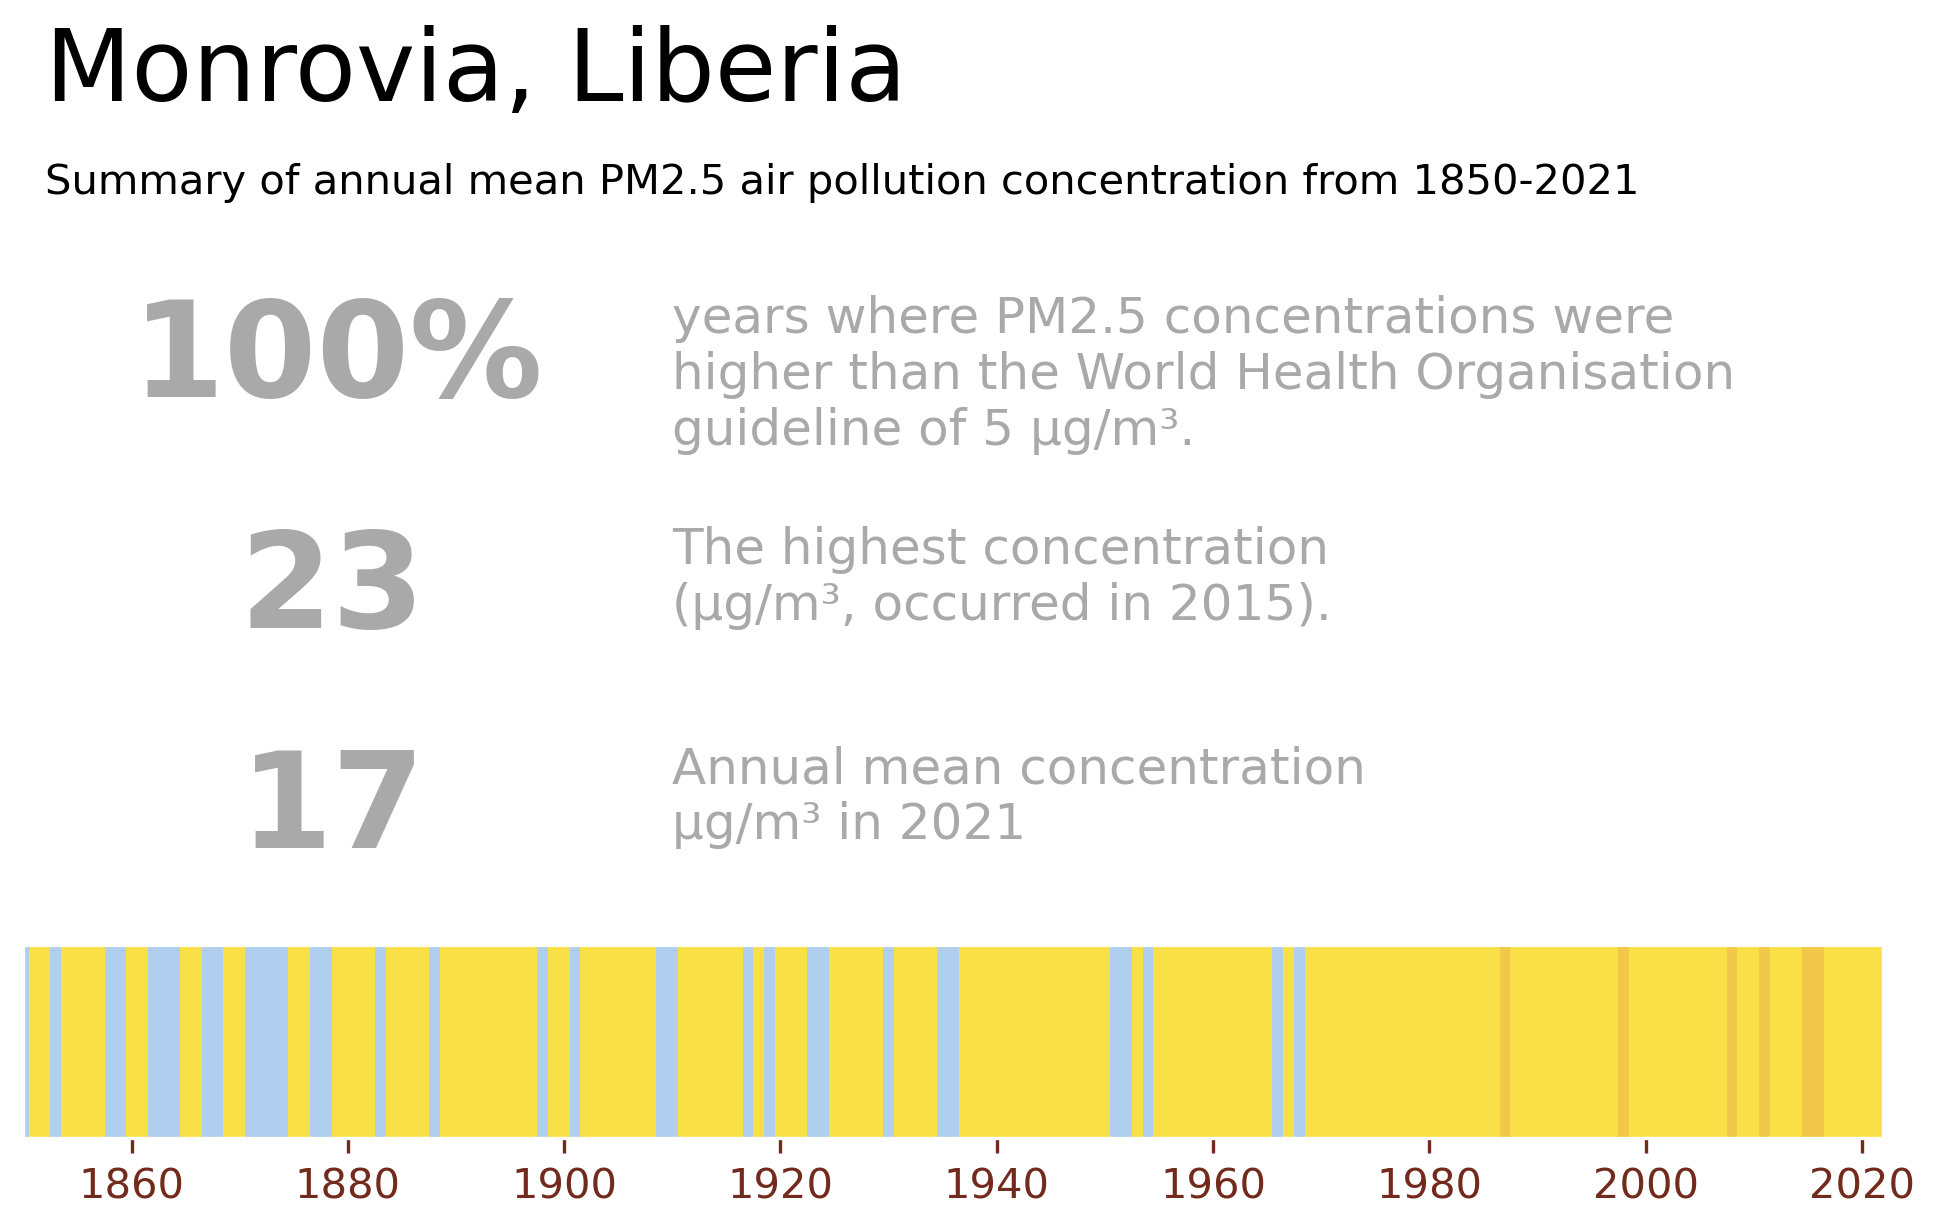 Monrovia, Liberia
Summary of annual mean PM2.5 air pollution concentration from 1850-2021
100%
years where PM2.5 concentrations were
higher than the World Health Organisation
guideline of 5 μg/m³.
23
The highest concentration
(μg/m³, occurred in 2015).
17
Annual mean concentration
μg/m³ in 2021
1860 1880 1900 1920 1940 1960 1980 2000 2020